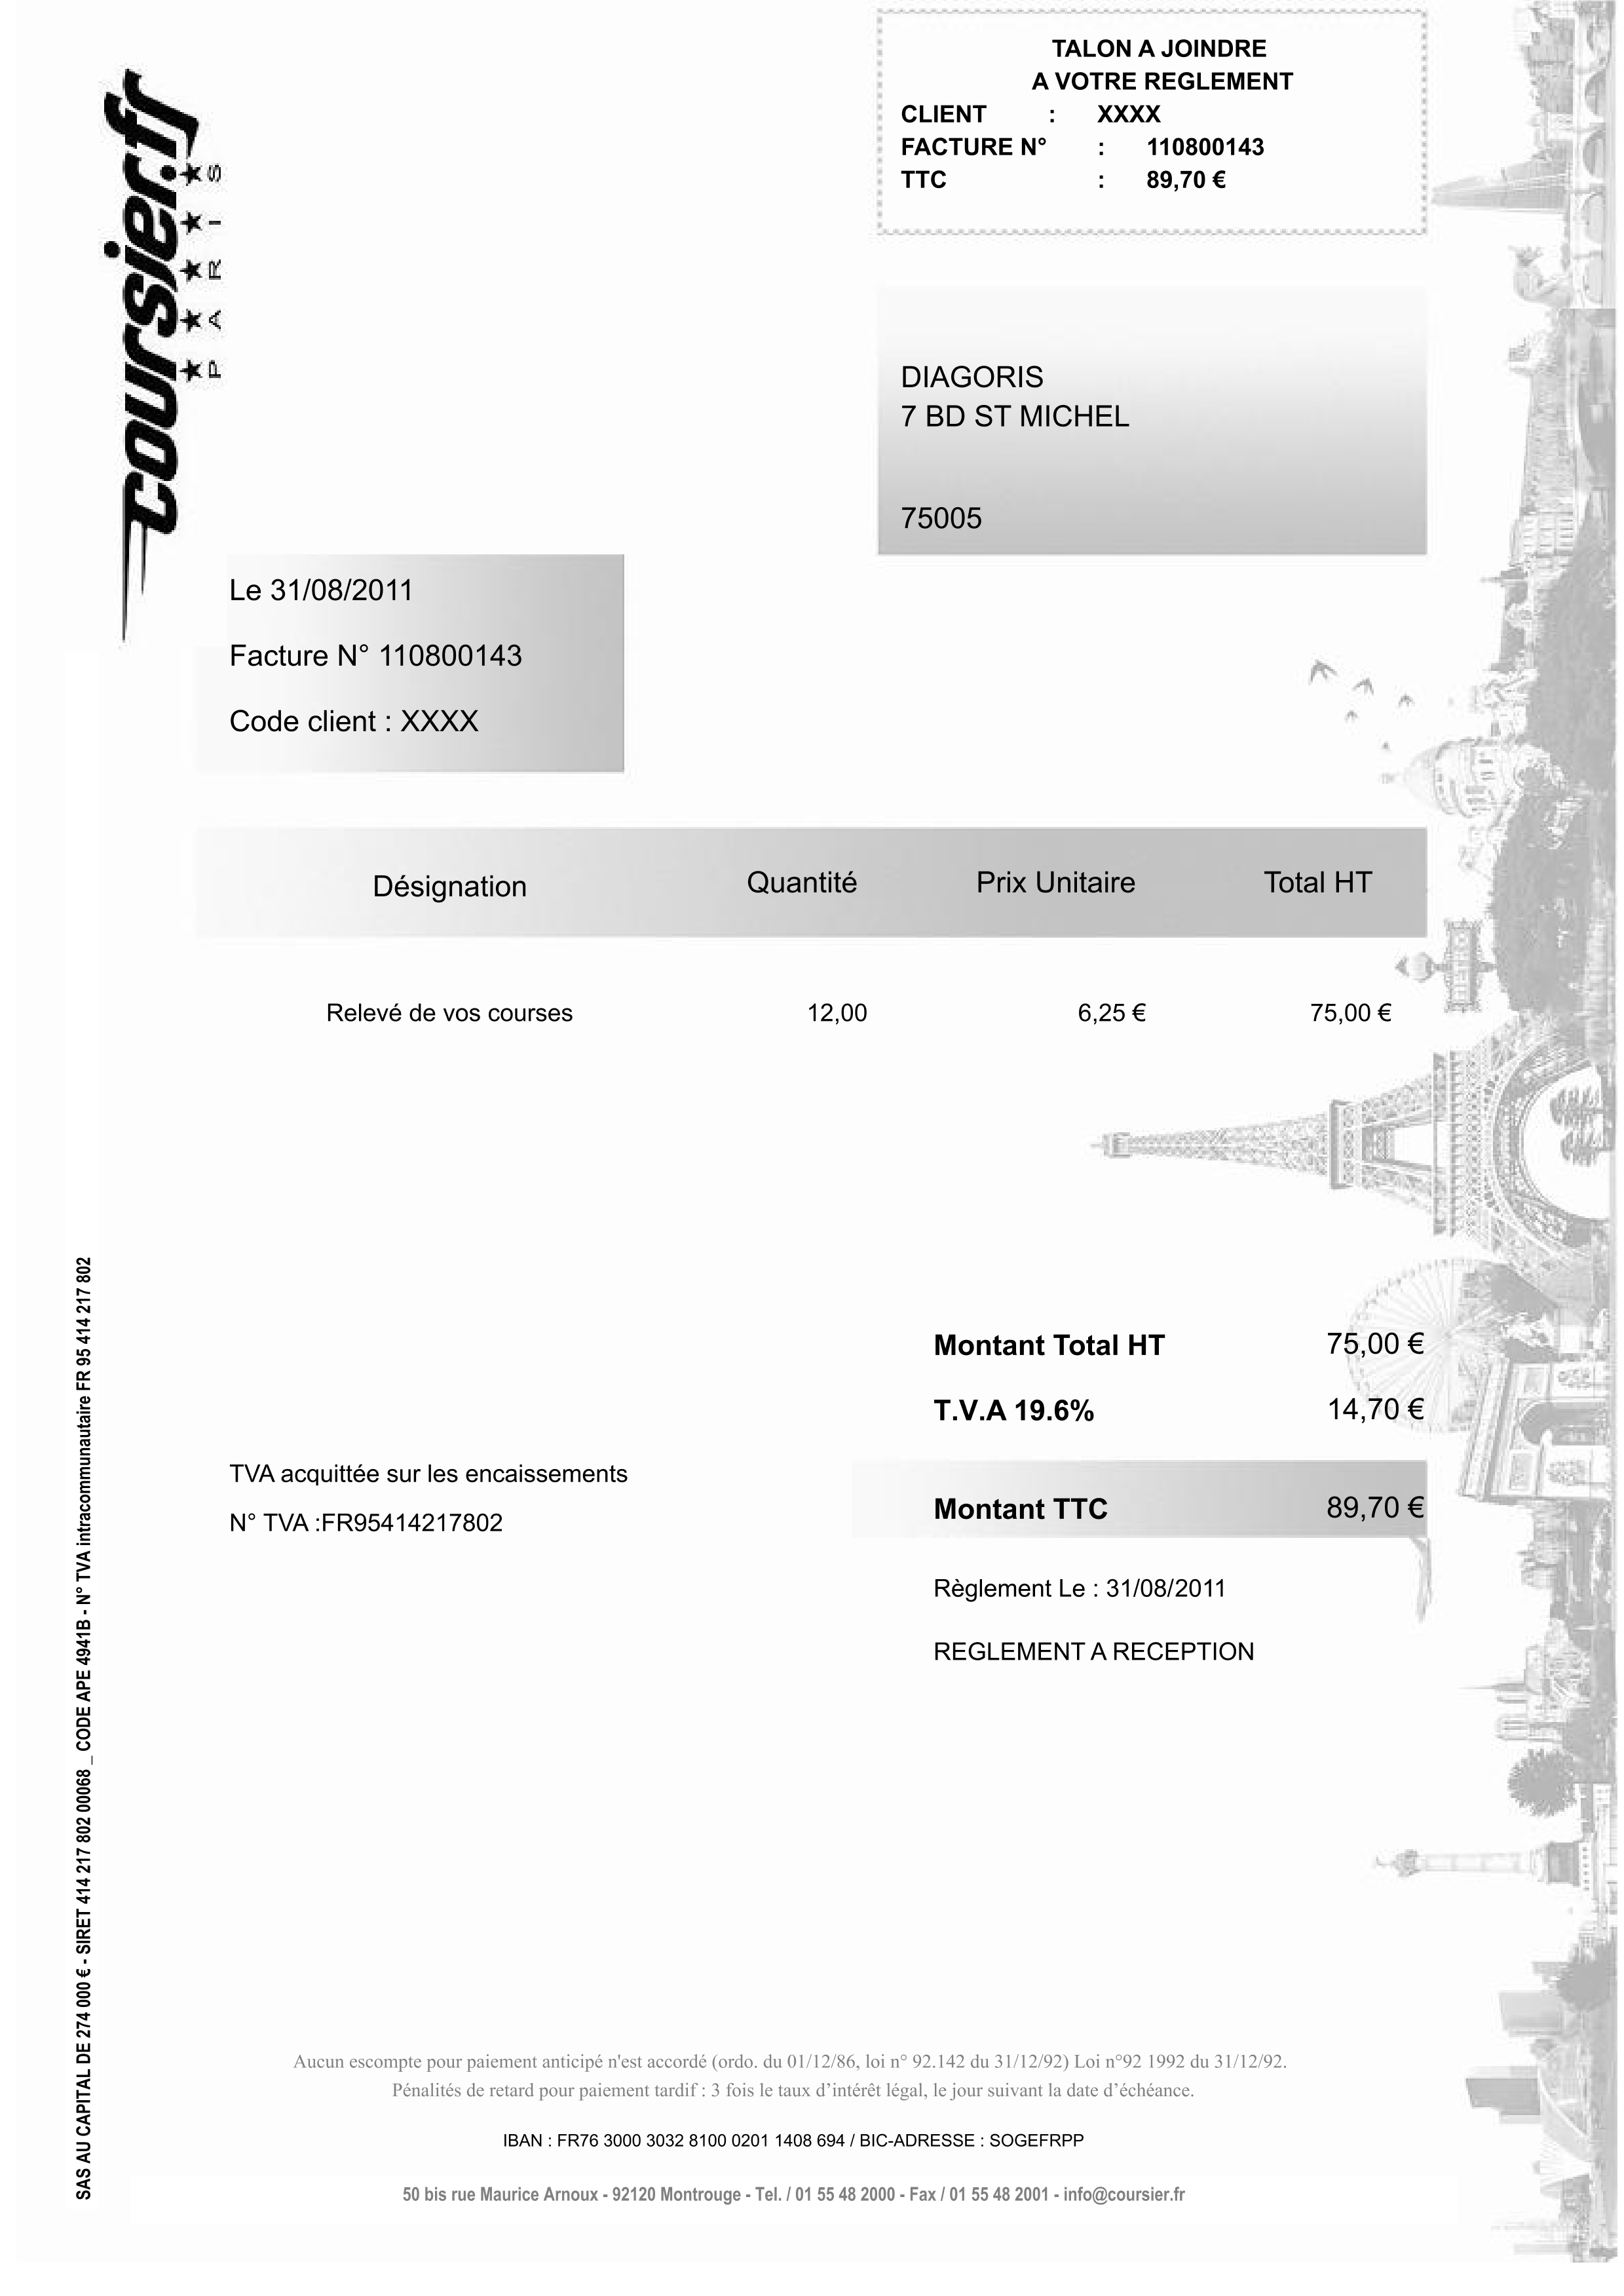 TALON A JOINDRE
A VOTRE REGLEMENT
CLIENT : XXXX
FACTURE N° : 110800143
TTC : 89,70 €
coursier.fr
PARIS
DIAGORIS
7 BD ST MICHEL
75005
Le 31/08/2011
Facture N° 110800143
Code client : XXXX
Désignation Quantité Prix Unitaire Total HT
Relevé de vos courses 12,00 6,25 € 75,00 €
METRO
Montant Total HT 75,00 €
T.V.A 19.6% 14,70 €
TVA acquittée sur les encaissements
N° TVA :FR95414217802
Montant TTC 89,70 €
Règlement Le : 31/08/2011
REGLEMENT A RECEPTION
SAS AU CAPITAL DE 274 000 € - SIRET 414 217 802 00068 _ CODE APE 4941B - N° TVA intracommunautaire FR 95 414 217 802
Aucun escompte pour paiement anticipé n'est accordé (ordo. du 01/12/86, loi n° 92.142 du 31/12/92) Loi n°92 1992 du 31/12/92.
Pénalités de retard pour paiement tardif : 3 fois le taux d’intérêt légal, le jour suivant la date d’échéance.
IBAN : FR76 3000 3032 8100 0201 1408 694 / BIC-ADRESSE : SOGEFRPP
50 bis rue Maurice Arnoux - 92120 Montrouge - Tel. / 01 55 48 2000 - Fax / 01 55 48 2001 - info@coursier.fr